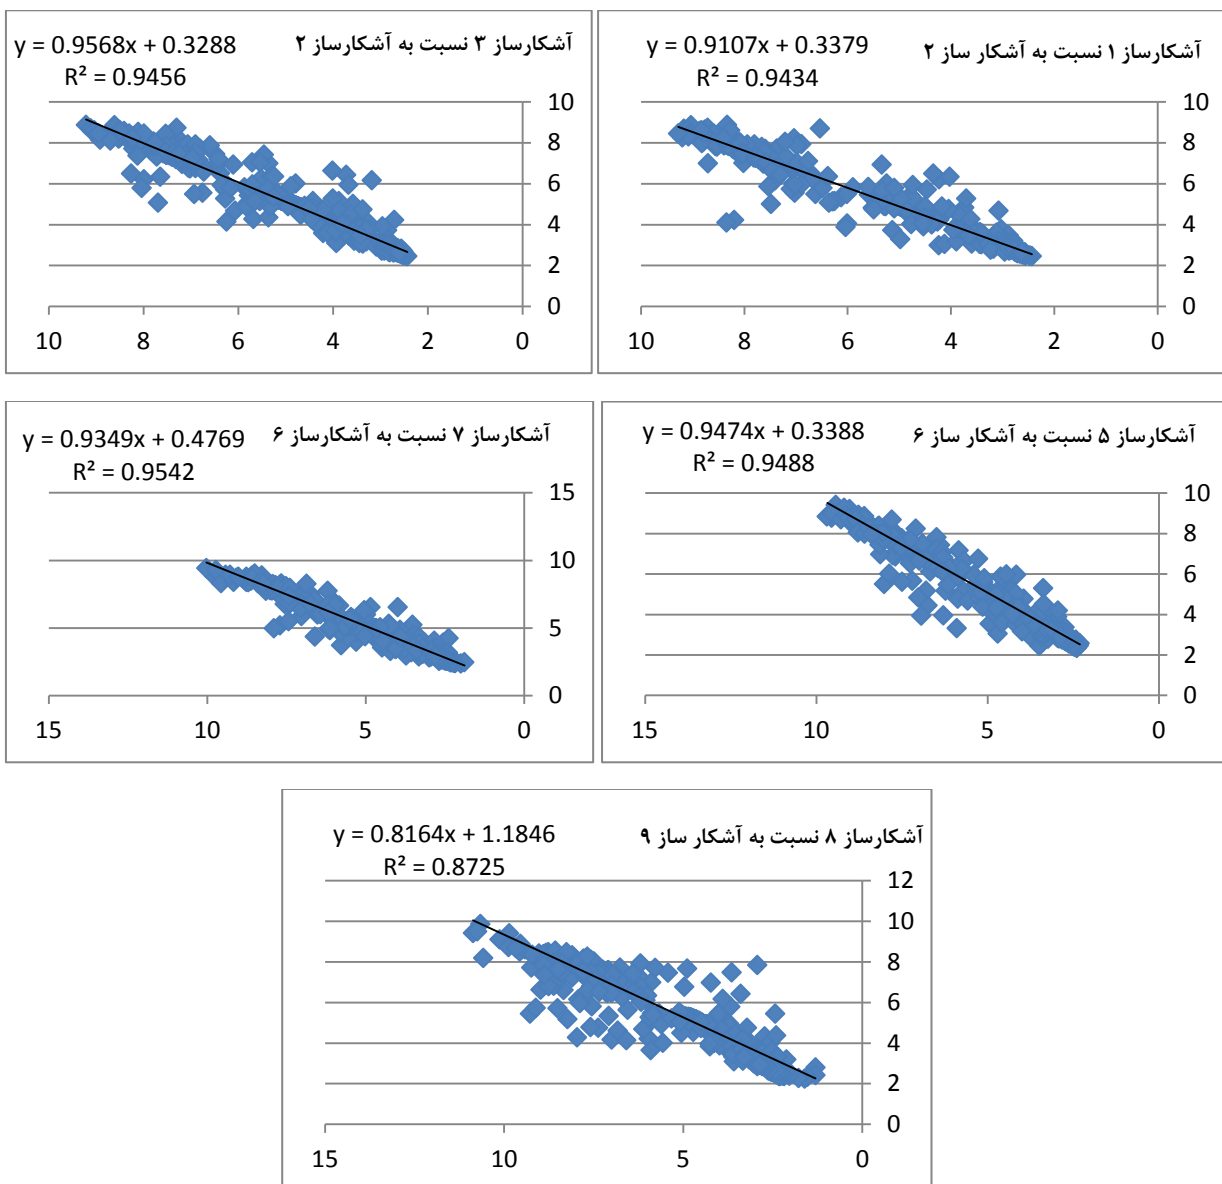 آشکارساز ۱ نسبت به آشکار ساز ۲
y = 0.9107x + 0.3379
R² = 0.9434
10
8
6
4
2
0
10 8 6 4 2 0
آشکارساز ۳ نسبت به آشکارساز ۲
y = 0.9568x + 0.3288
R² = 0.9456
10
8
6
4
2
0
10 8 6 4 2 0
آشکارساز ۵ نسبت به آشکار ساز ۶
y = 0.9474x + 0.3388
R² = 0.9488
10
8
6
4
2
0
15 10 5 0
آشکارساز ۷ نسبت به آشکارساز ۶
y = 0.9349x + 0.4769
R² = 0.9542
15
10
5
0
15 10 5 0
آشکارساز ۸ نسبت به آشکار ساز ۹
y = 0.8164x + 1.1846
R² = 0.8725
12
10
8
6
4
2
0
15 10 5 0